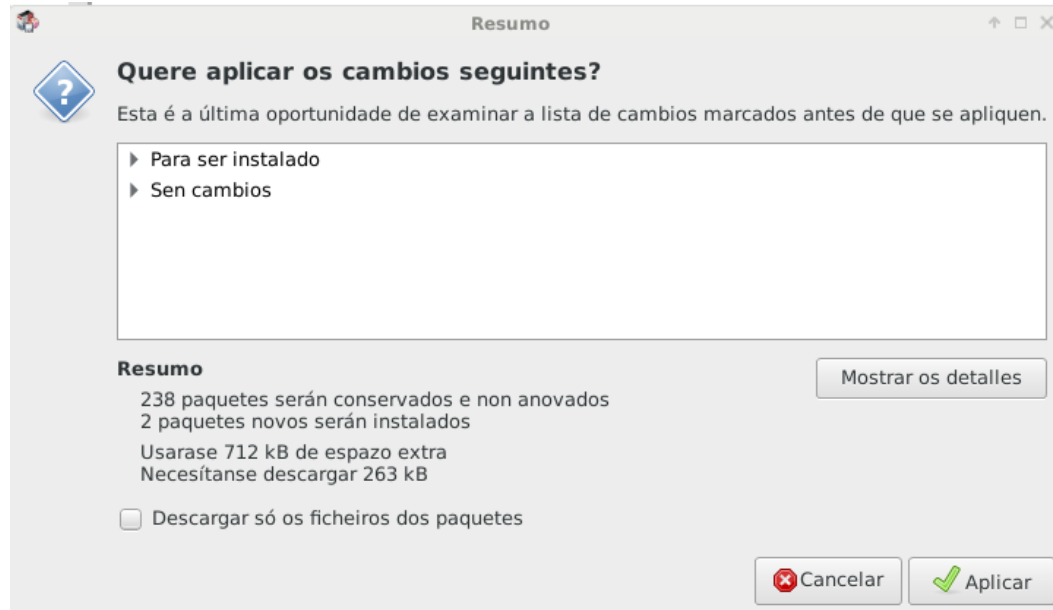 Resumo
Quere aplicar os cambios seguintes?
Esta é a última oportunidade de examinar a lista de cambios marcados antes de que se apliquen.
Para ser instalado
Sen cambios
Resumo
Mostrar os detalles
238 paquetes serán conservados e non anovados
2 paquetes novos serán instalados
Usarase 712 kB de espazo extra
Necesítanse descargar 263 kB
Descargar só os ficheiros dos paquetes
Cancelar
Aplicar